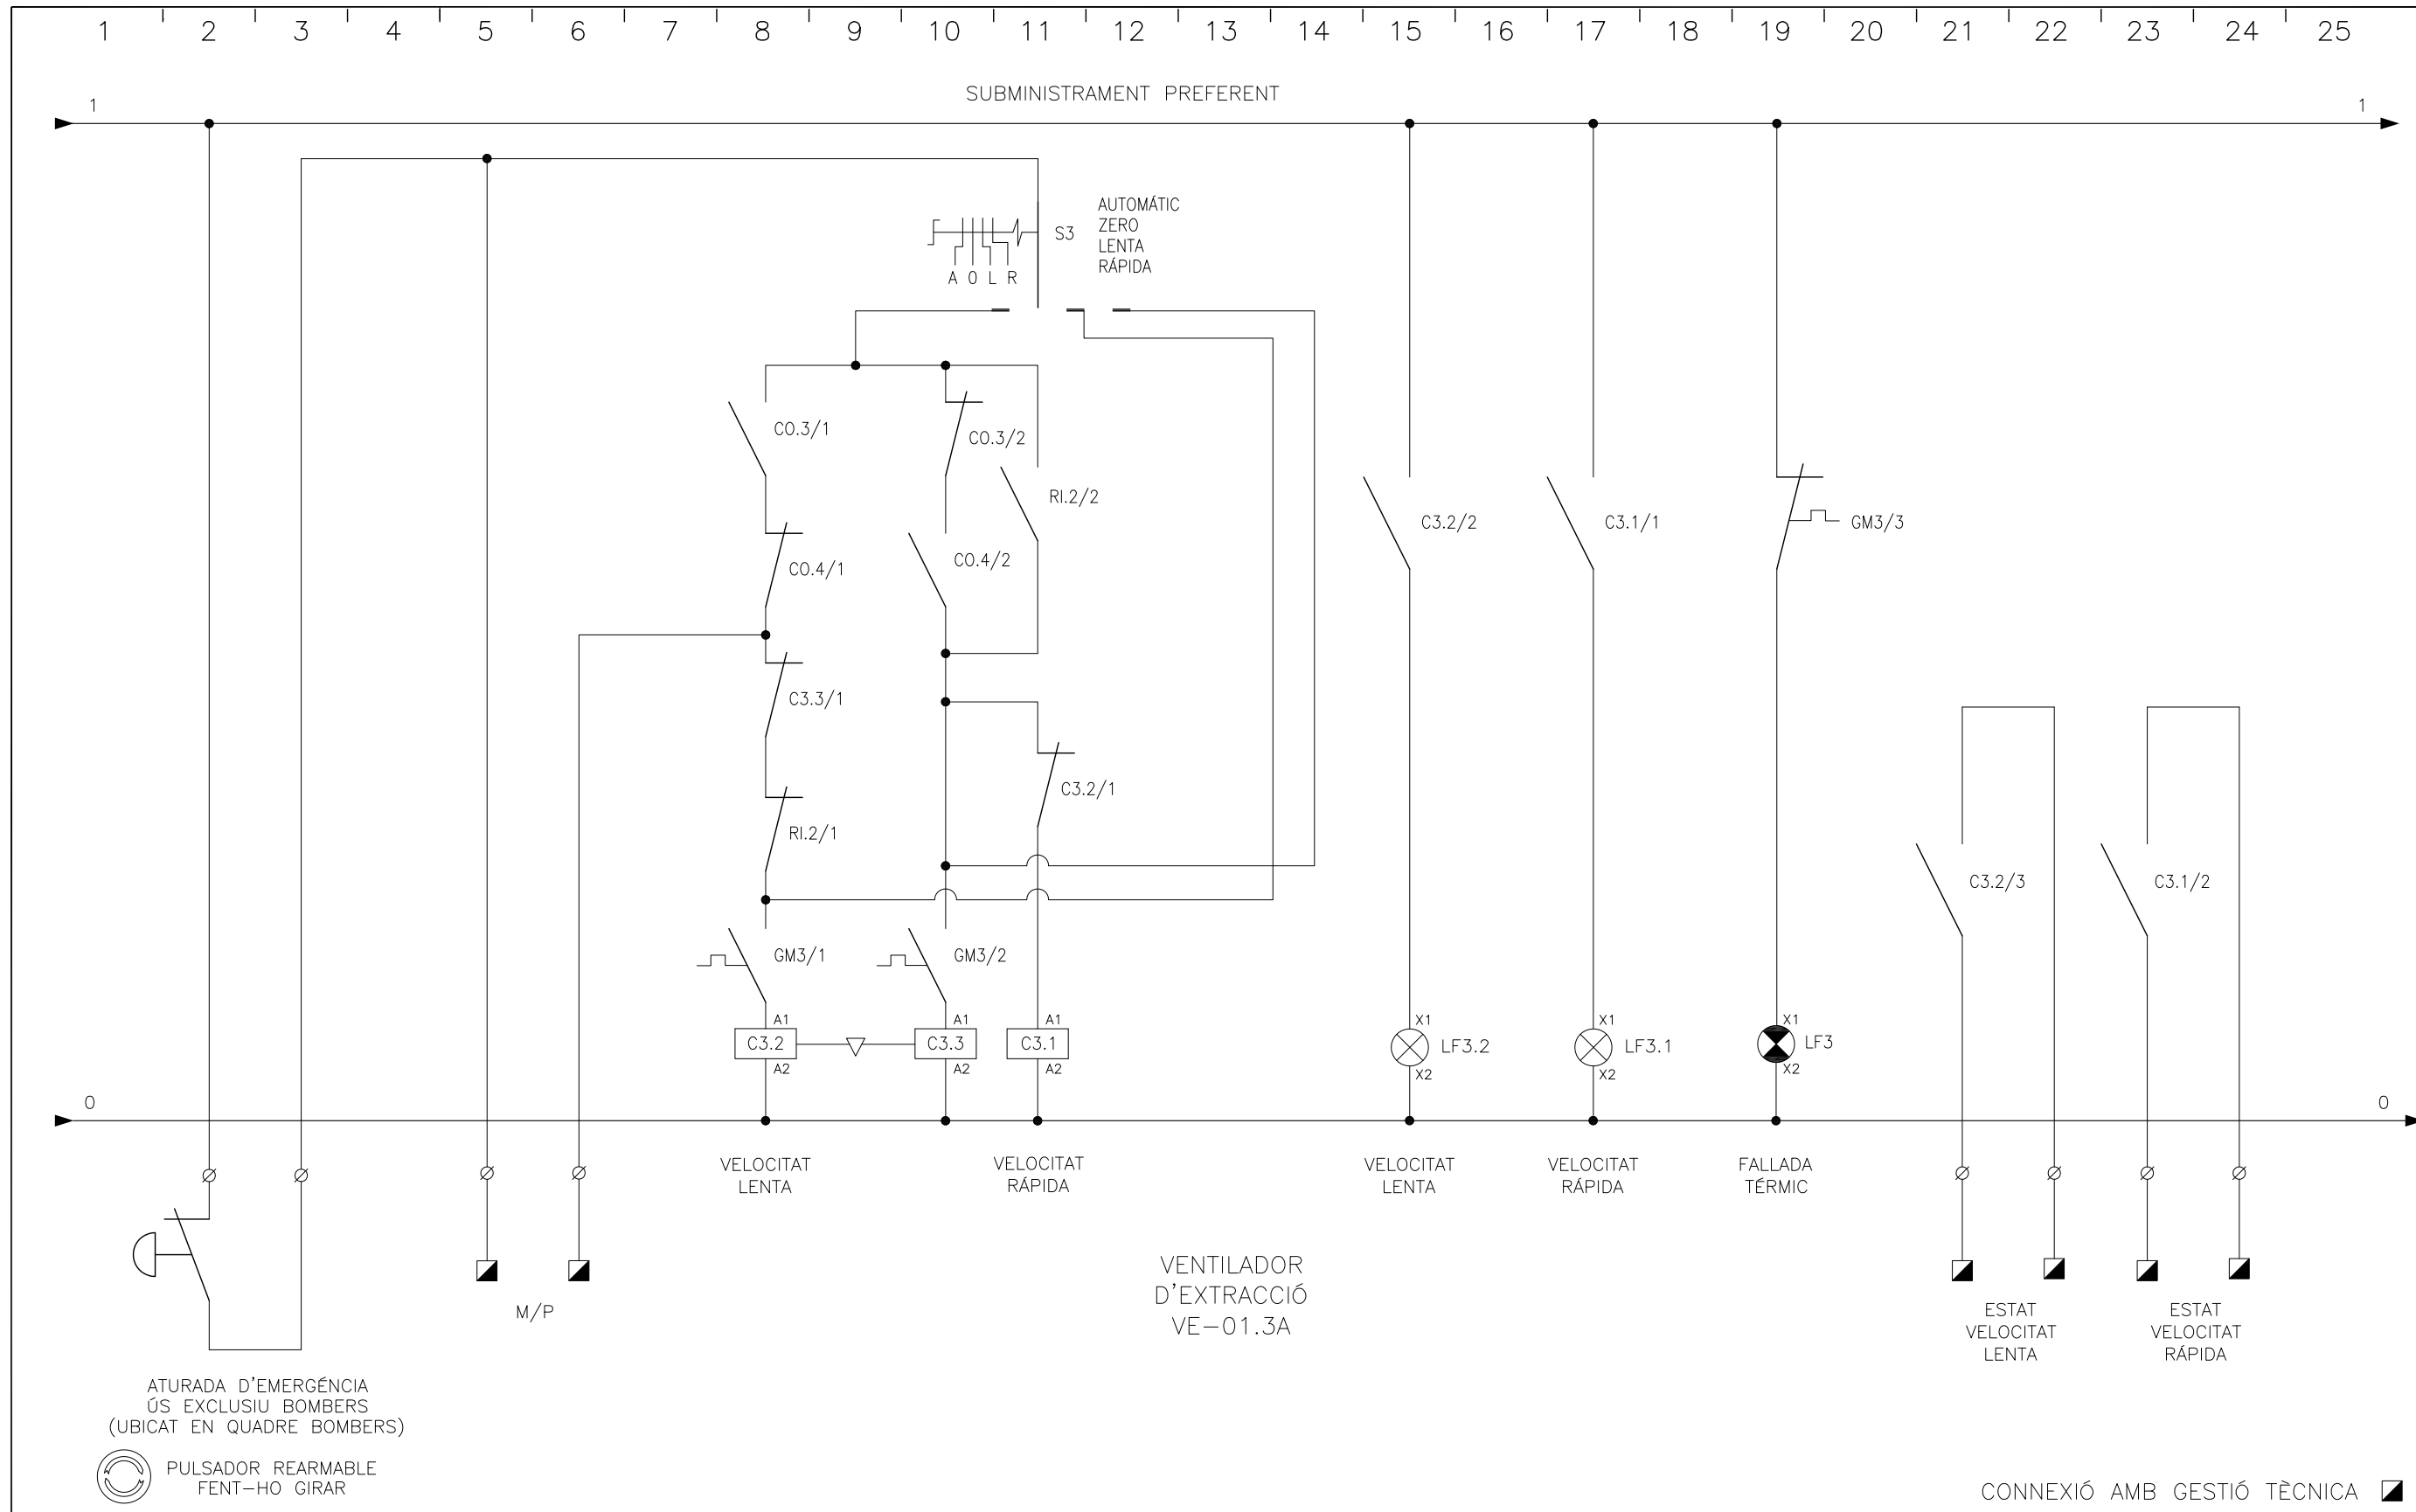 1 2 3 4 5 6 7 8 9 10 11 12 13 14 15 16 17 18 19 20 21 22 23 24 25
SUBMINISTRAMENT PREFERENT
1 1
AUTOMÁTIC
S3 ZERO
LENTA
RÁPIDA
A 0 L R
C0.3/1
C0.3/2
RI.2/2
C3.2/2
C3.1/1
GM3/3
C0.4/1
C0.4/2
C3.3/1
C3.2/1
RI.2/1
C3.2/3
C3.1/2
GM3/1
GM3/2
A1 A1 A1 X1 X1 X1
C3.2 C3.3 C3.1 LF3.2 LF3.1 LF3
A2 A2 A2 X2 X2 X2
0 0
VELOCITAT
LENTA
VELOCITAT
RÁPIDA
VELOCITAT
LENTA
VELOCITAT
RÁPIDA
FALLADA
TÉRMIC
M/P
VENTILADOR
D'EXTRACCIÓ
VE-01.3A
ESTAT
VELOCITAT
LENTA
ESTAT
VELOCITAT
RÁPIDA
ATURADA D'EMERGÉNCIA
ÚS EXCLUSIU BOMBERS
(UBICAT EN QUADRE BOMBERS)
PULSADOR REARMABLE
FENT-HO GIRAR
CONNEXIÓ AMB GESTIÓ TÈCNICA